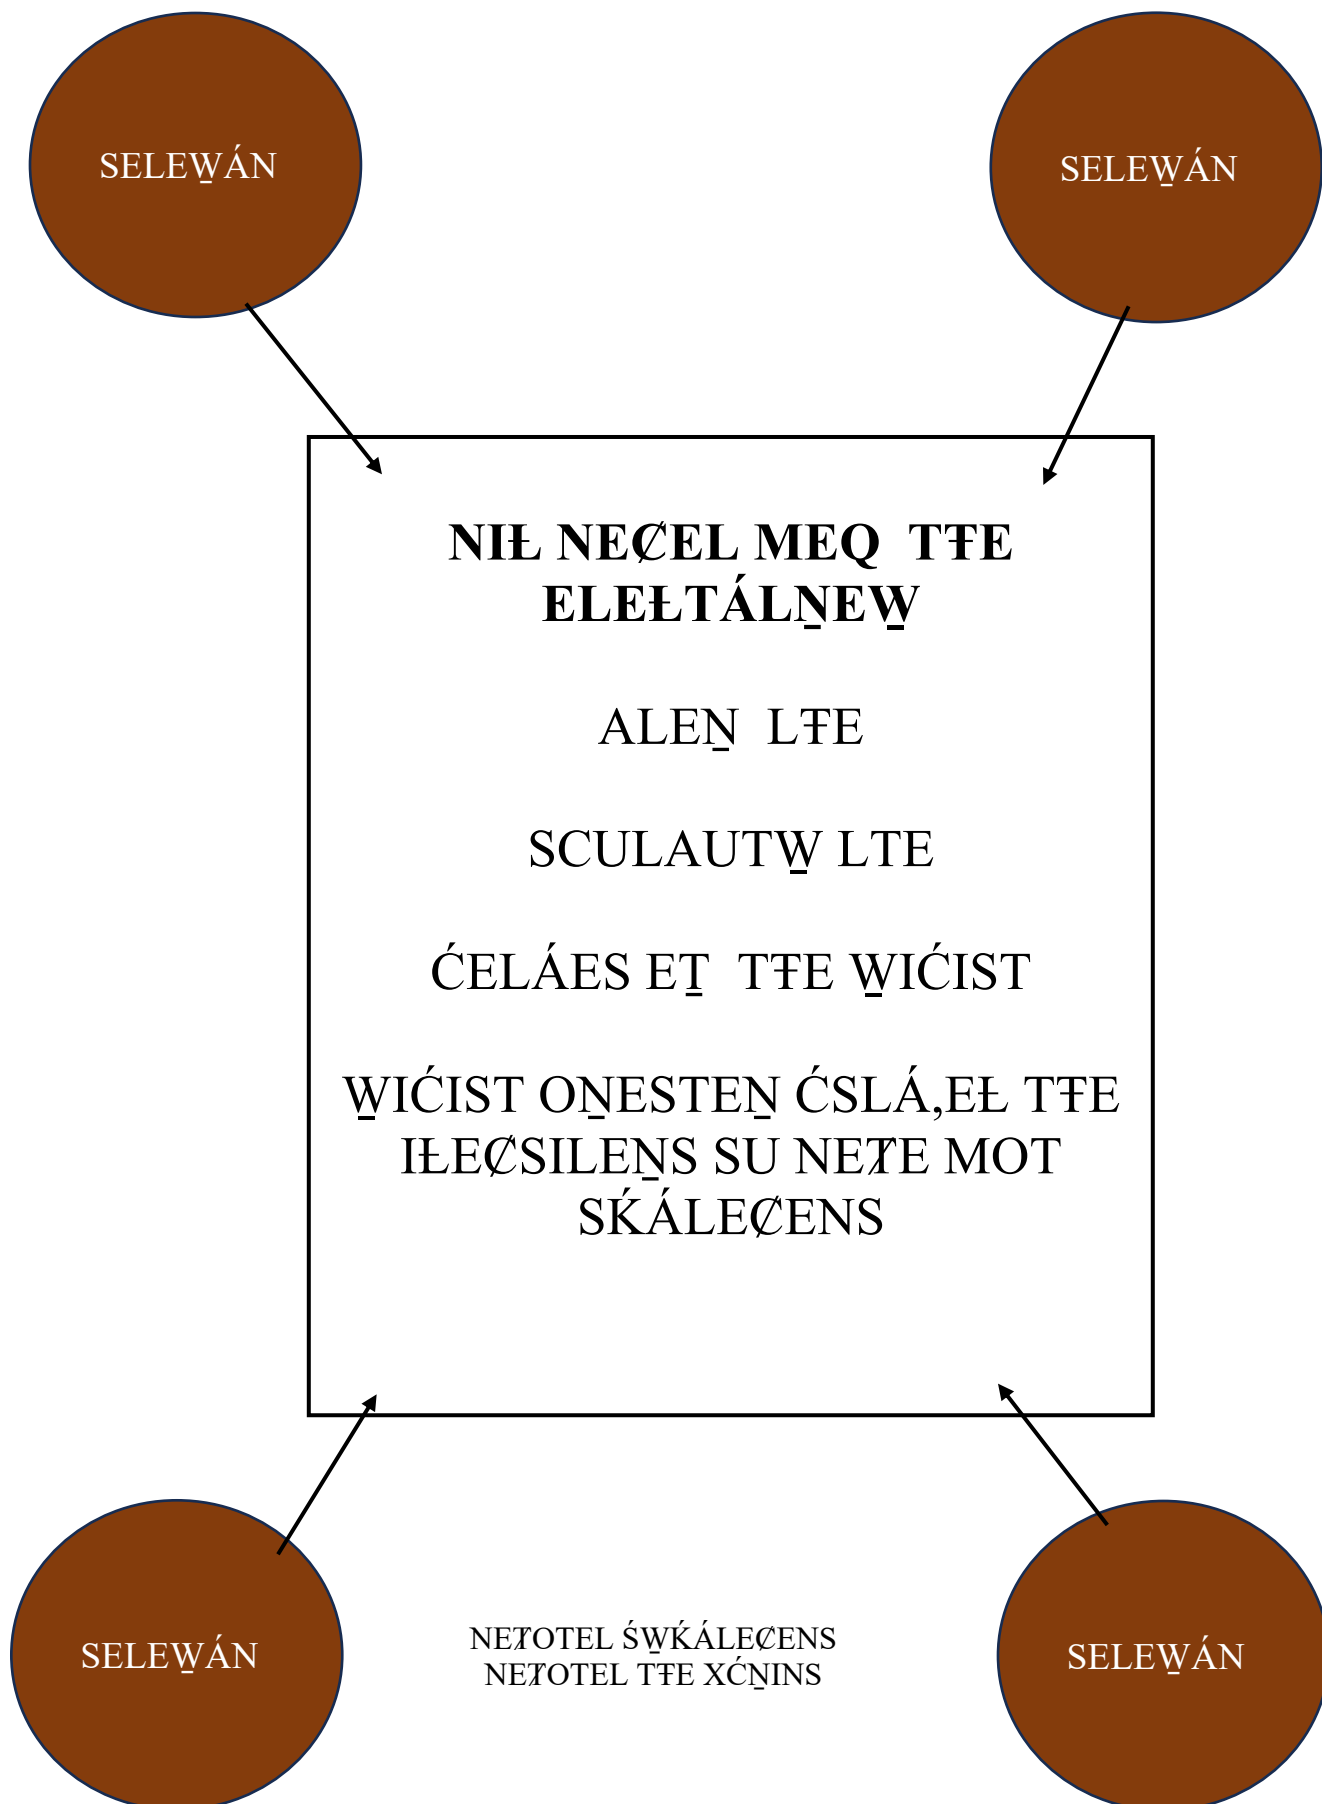 SELEW̱ÁN
SELEW̱ÁN
NIȽ NEȻEL MEQ TŦE
ELEȽTÁLṈEW̱
ALEṈ LŦE
SCULAUTW̱ LTE
ĆELÁES EṮ TŦE W̱IĆIST
W̱IĆIST OṈESTEṈ ĆSLÁ,EȽ TŦE
IȽEȻSILEṈS SU NEȾE MOT
SḰÁLEȻENS
SELEW̱ÁN
NEȾOTEL ŚW̱ḰÁLEȻENS
NEȾOTEL TŦE XĆṈINS
SELEW̱ÁN